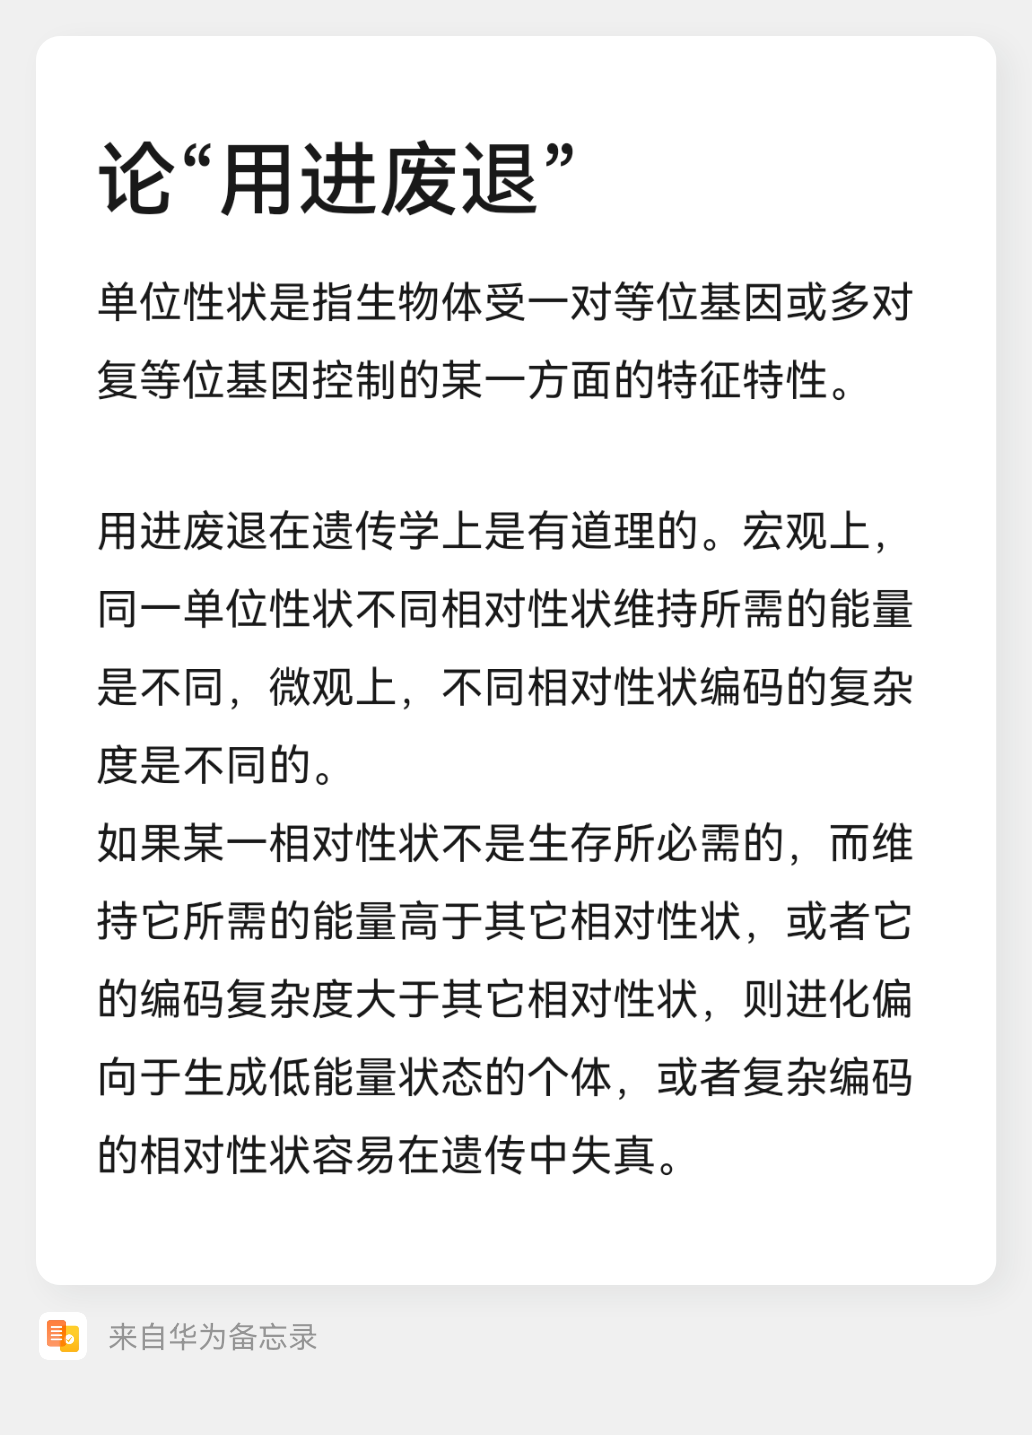 论“用进废退”
单位性状是指生物体受一对等位基因或多对
复等位基因控制的某一方面的特征特性。
用进废退在遗传学上是有道理的。宏观上，
同一单位性状不同相对性状维持所需的能量
是不同，微观上，不同相对性状编码的复杂
度是不同的。
如果某一相对性状不是生存所必需的，而维
持它所需的能量高于其它相对性状，或者它
的编码复杂度大于其它相对性状，则进化偏
向于生成低能量状态的个体，或者复杂编码
的相对性状容易在遗传中失真。
来自华为备忘录